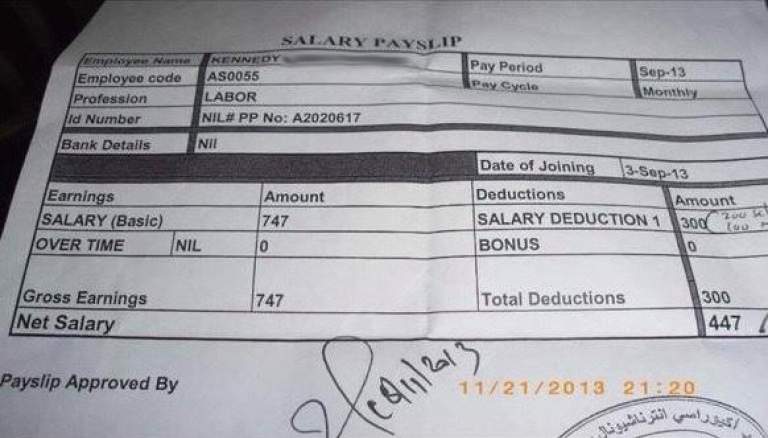 SALARY PAYSLIP
Employee Name KENNEDY Pay Period Sep-13
Employee code AS0055 Pay Cycle Monthly
Profession LABOR
Id Number NIL# PP No: A2020617
Bank Details Nil
Date of Joining 3-Sep-13
Earnings Amount Deductions Amount
SALARY (Basic) 747 SALARY DEDUCTION 1 300 200
OVER TIME NIL 0 BONUS 0
Gross Earnings 747 Total Deductions 300
Net Salary 447
Payslip Approved By
11/21/2013 21:20
انترناشيونال